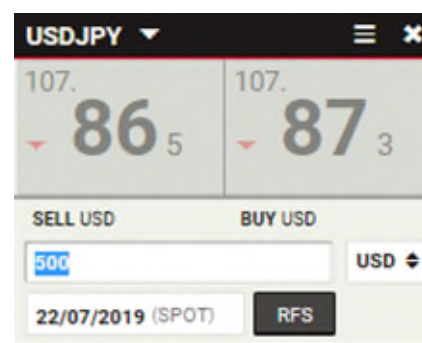 USDJPY
107. 107.
86 5 87 3
SELL USD BUY USD
500 USD
22/07/2019 (SPOT) RFS